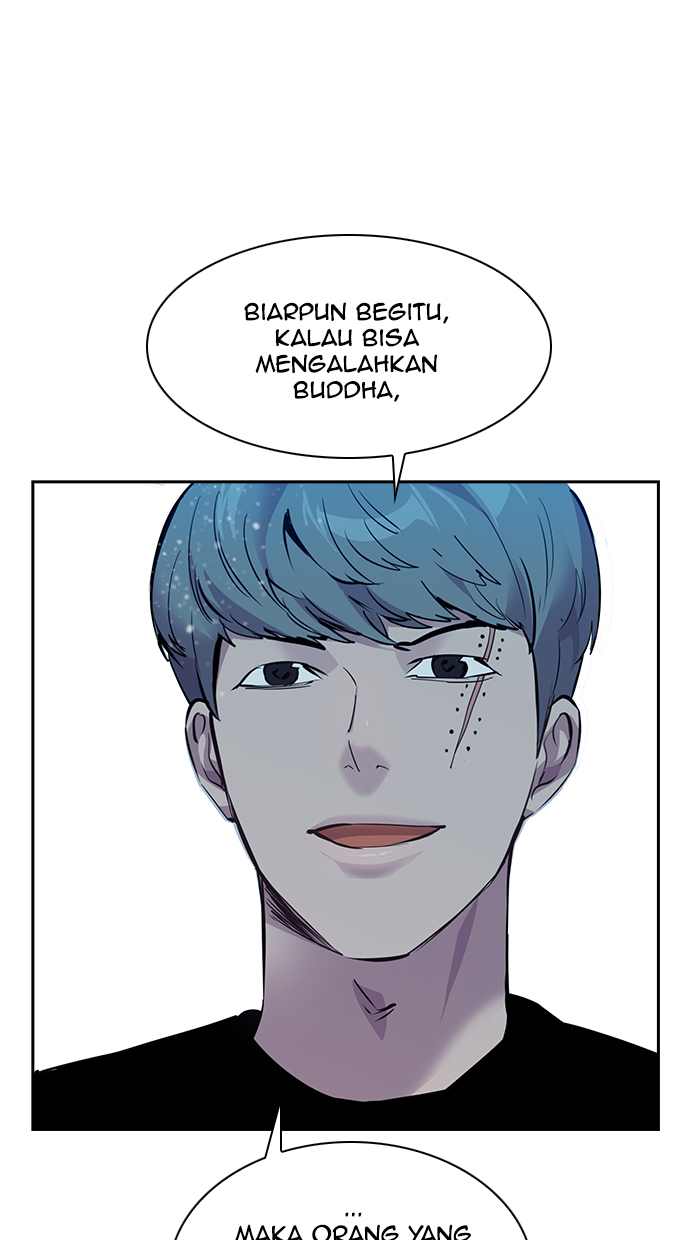 BIARPUN BEGITU,
KALAU BISA
MENGALAHKAN
BUDDHA,
...
MAKA ORANG YANG